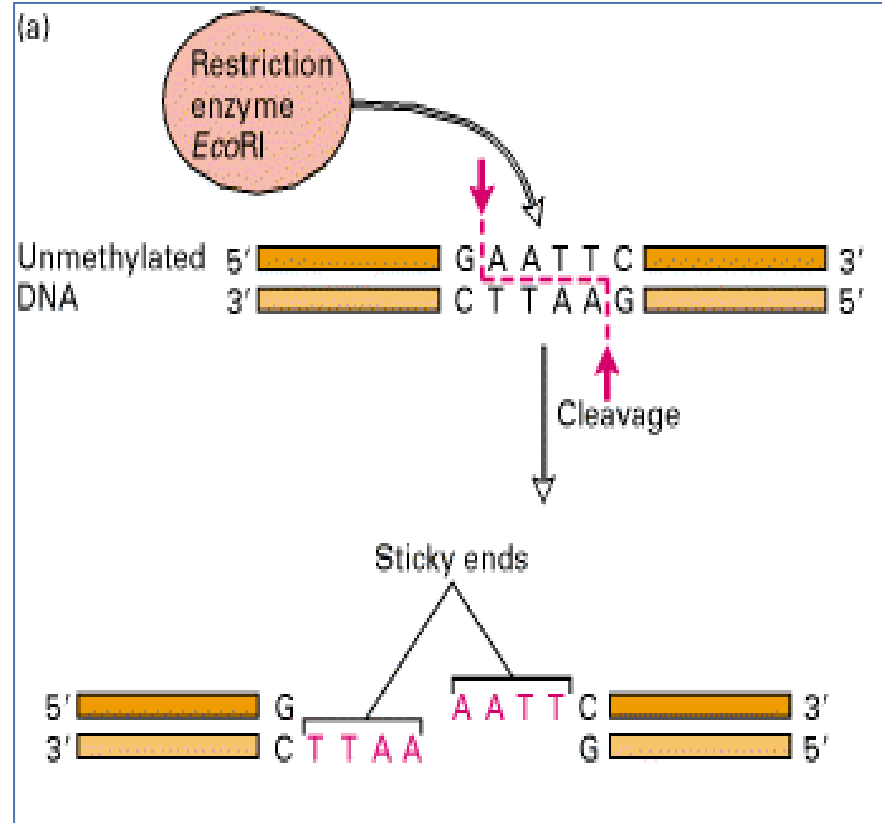 (a)
Restriction
enzyme
EcoRI
Unmethylated
DNA
5′ G A A T T C 3′
3′ C T T A A G 5′
Cleavage
Sticky ends
5′ G A A T T C 3′
3′ C T T A A G 5′